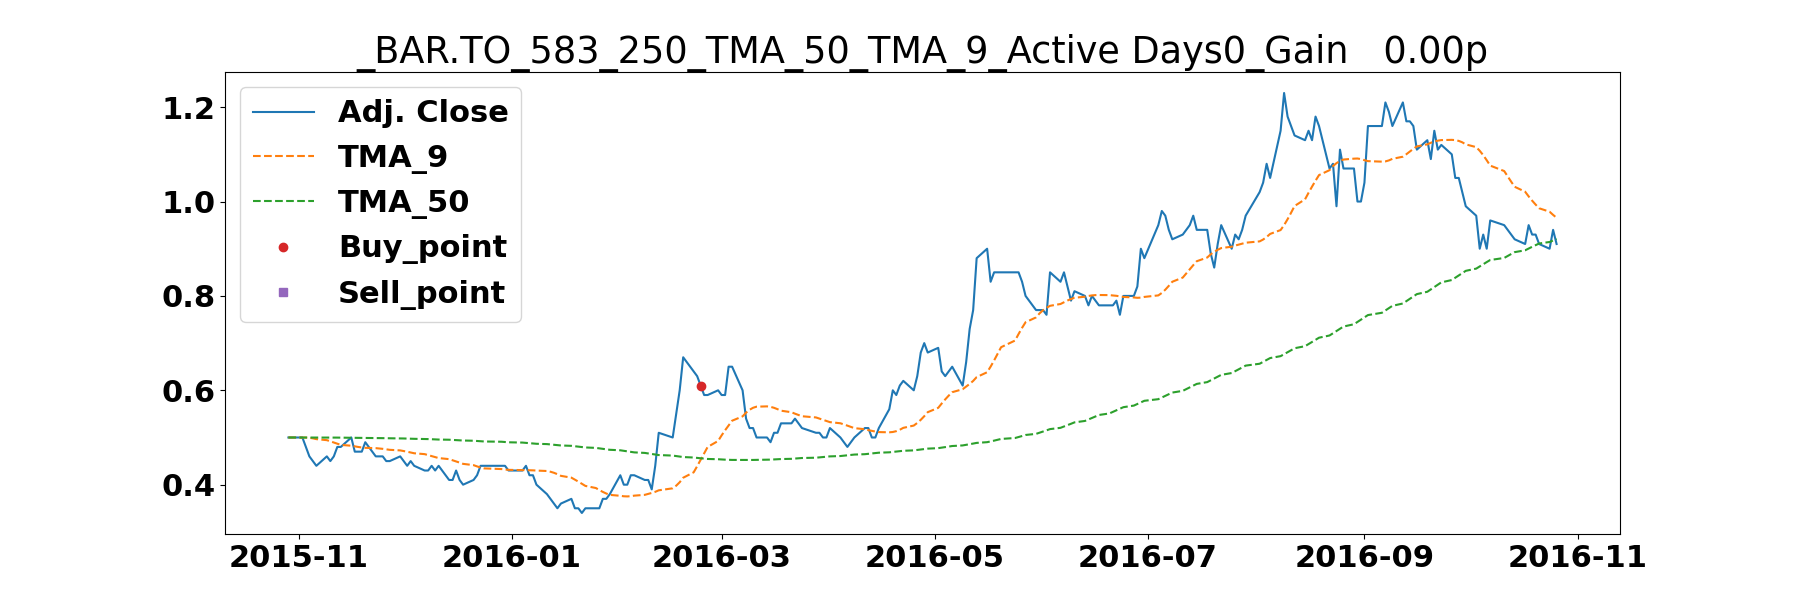 _BAR.TO_583_250_TMA_50_TMA_9_Active Days0_Gain   0.00p
1.2
1.0
0.8
0.6
0.4
Adj. Close
TMA_9
TMA_50
Buy_point
Sell_point
2015-11 2016-01 2016-03 2016-05 2016-07 2016-09 2016-11